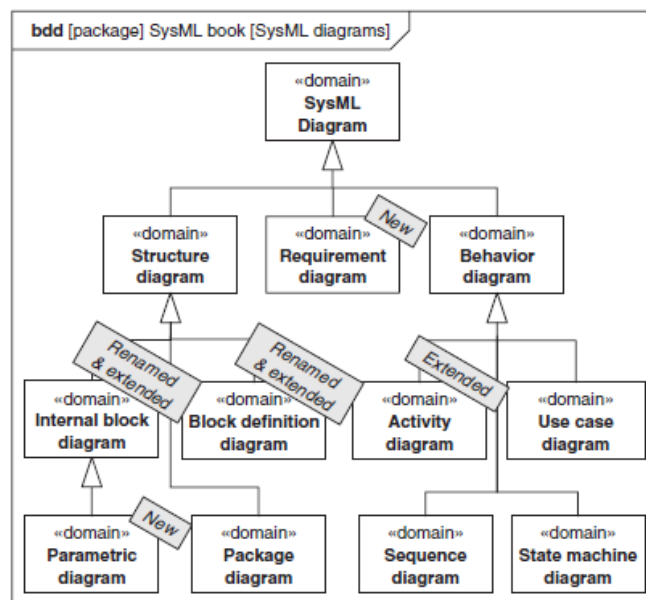 bdd [package] SysML book [SysML diagrams]
«domain»
SysML
Diagram
New
«domain»
Structure
diagram
«domain»
Requirement
diagram
«domain»
Behavior
diagram
Renamed
& extended
Renamed
& extended
Extended
«domain»
Internal block
diagram
«domain»
Block definition
diagram
«domain»
Activity
diagram
«domain»
Use case
diagram
New
«domain»
Parametric
diagram
«domain»
Package
diagram
«domain»
Sequence
diagram
«domain»
State machine
diagram